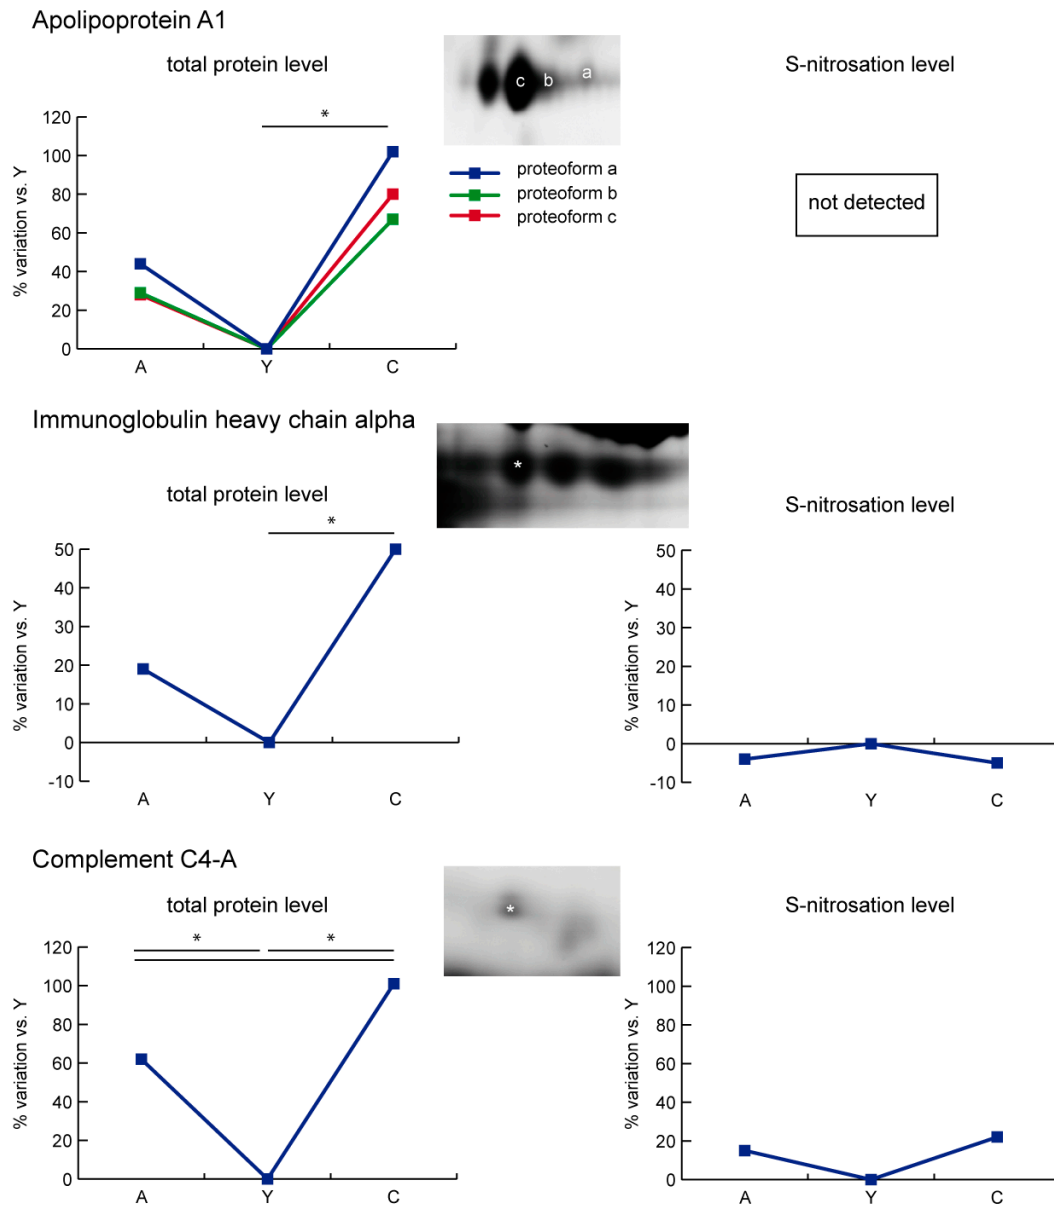 Apolipoprotein A1
total protein level
S-nitrosation level
% variation vs. Y
120
100
80
60
40
20
0
*
A
Y
C
c
b
a
proteoform a
proteoform b
proteoform c
not detected
Immunoglobulin heavy chain alpha
total protein level
S-nitrosation level
% variation vs. Y
50
40
30
20
10
0
-10
*
A
Y
C
*
% variation vs. Y
50
40
30
20
10
0
-10
A
Y
C
Complement C4-A
total protein level
S-nitrosation level
% variation vs. Y
120
100
80
60
40
20
0
*
*
A
Y
C
*
% variation vs. Y
120
100
80
60
40
20
0
A
Y
C